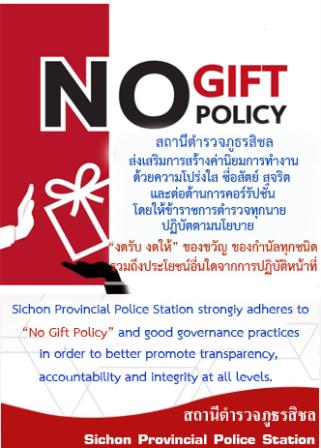 NO GIFT
POLICY
สถานีตำรวจภูธรสิชล
ส่งเสริมการสร้างค่านิยมการทำงาน
ด้วยความโปร่งใส ซื่อสัตย์ สุจริต
และต่อต้านการคอร์รัปชั่น
โดยให้ข้าราชการตำรวจทุกนาย
ปฏิบัติตามนโยบาย
“งดรับ งดให้” ของขวัญ ของกำนัลทุกชนิด
รวมถึงประโยชน์อื่นใดจากการปฏิบัติหน้าที่
Sichon Provincial Police Station strongiy adheres to
“No Gift Policy” and good governance practices
in order to better promote transparency,
accountability and integrity at all levels.
สถานีตำรวจภูธรสิชล
Sichon Provincial Police Station